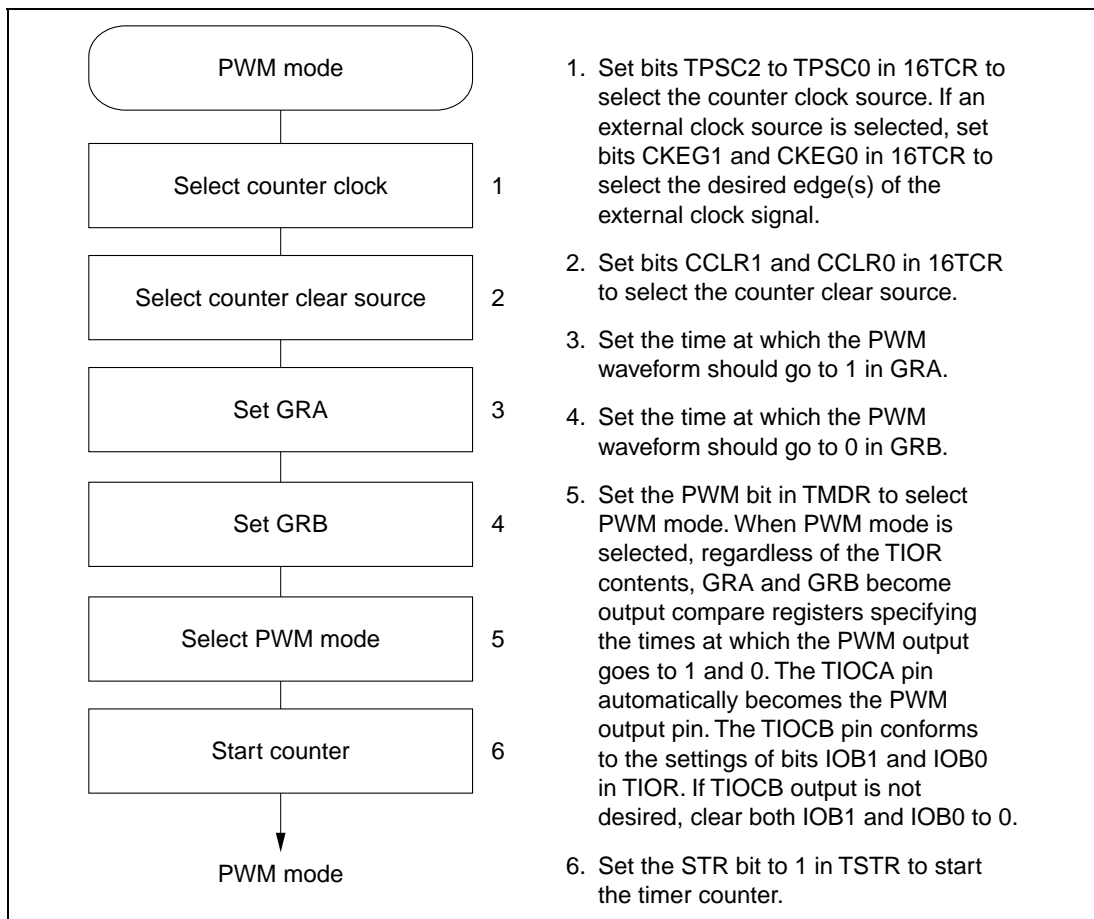 PWM mode
Select counter clock
1
Select counter clear source
2
Set GRA
3
Set GRB
4
Select PWM mode
5
Start counter
6
PWM mode
1. Set bits TPSC2 to TPSC0 in 16TCR to
select the counter clock source. If an
external clock source is selected, set
bits CKEG1 and CKEG0 in 16TCR to
select the desired edge(s) of the
external clock signal.
2. Set bits CCLR1 and CCLR0 in 16TCR
to select the counter clear source.
3. Set the time at which the PWM
waveform should go to 1 in GRA.
4. Set the time at which the PWM
waveform should go to 0 in GRB.
5. Set the PWM bit in TMDR to select
PWM mode. When PWM mode is
selected, regardless of the TIOR
contents, GRA and GRB become
output compare registers specifying
the times at which the PWM output
goes to 1 and 0. The TIOCA pin
automatically becomes the PWM
output pin. The TIOCB pin conforms
to the settings of bits IOB1 and IOB0
in TIOR. If TIOCB output is not
desired, clear both IOB1 and IOB0 to 0.
6. Set the STR bit to 1 in TSTR to start
the timer counter.